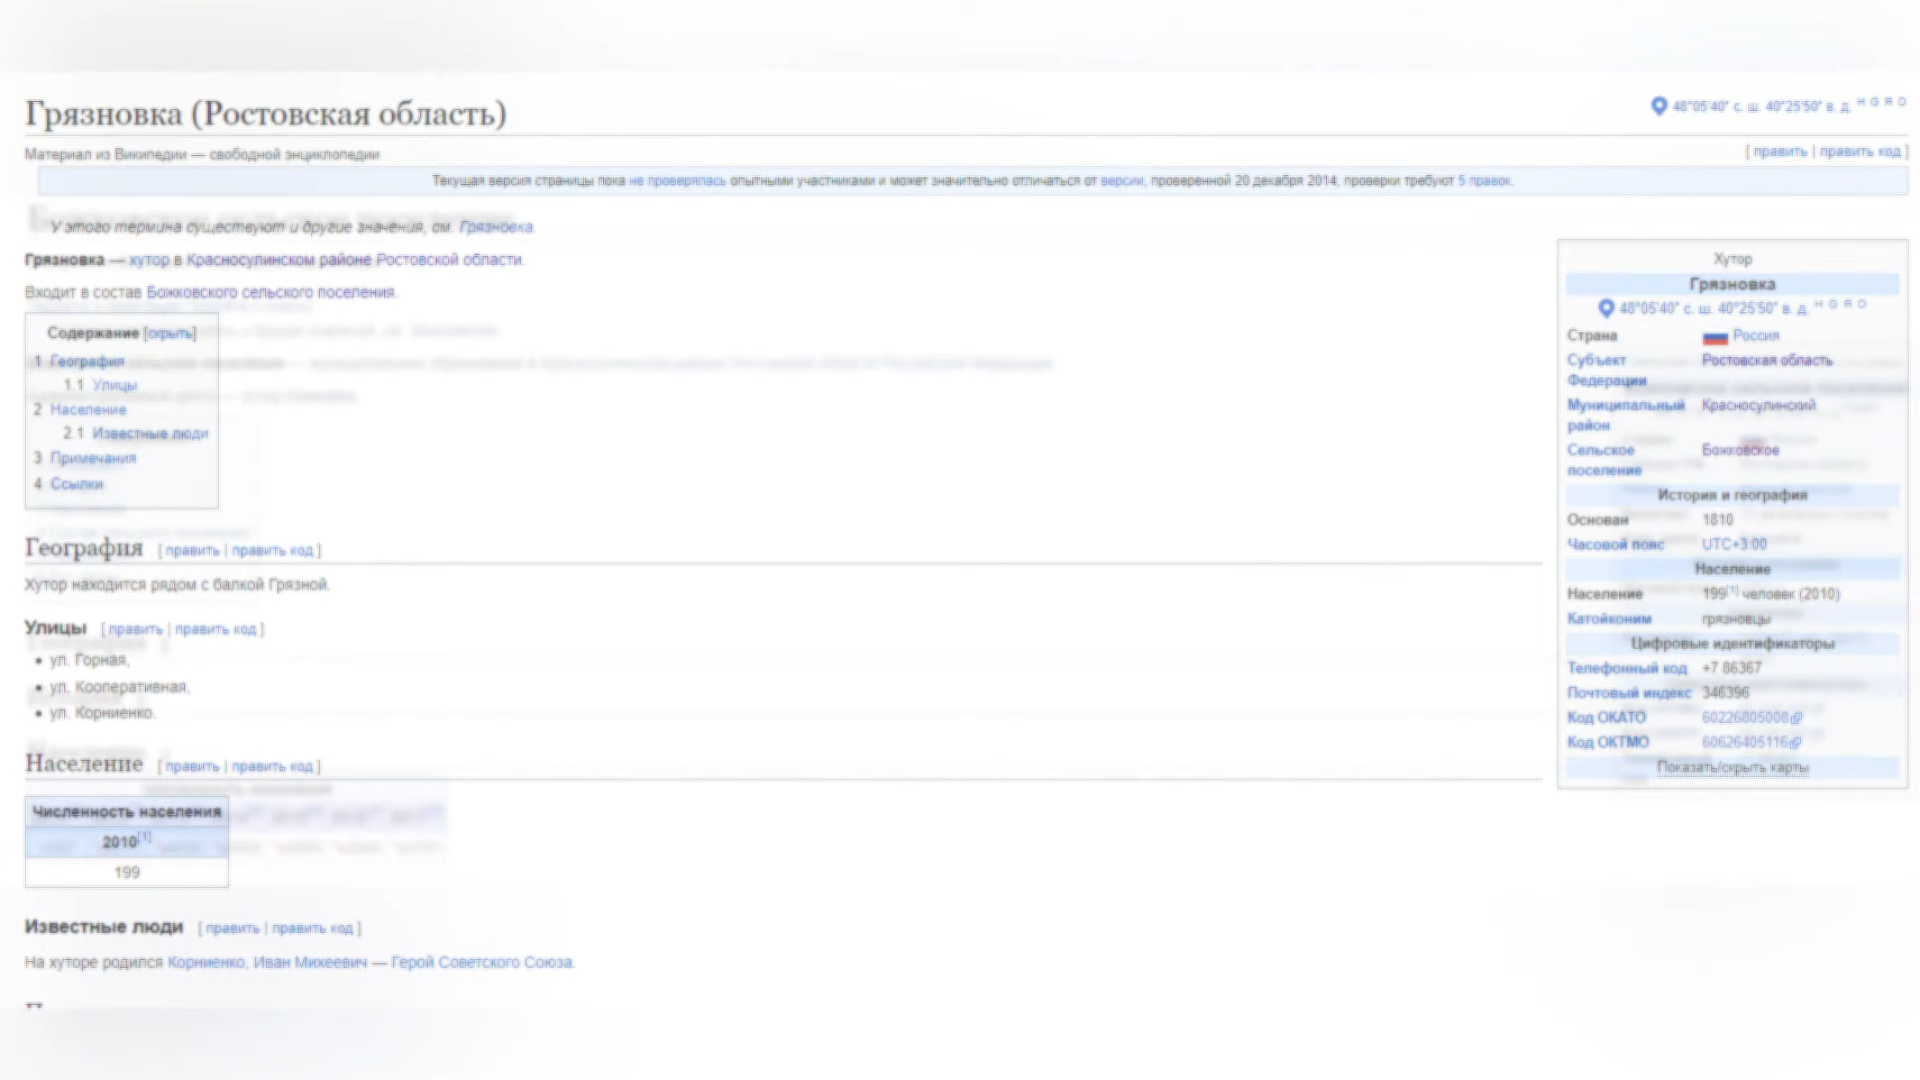 Грязновка (Ростовская область)
48°05′40″ с. ш. 40°25′50″ в. д. H G Я O
Материал из Википедии — свободной энциклопедии
[ править | править код ]
Текущая версия страницы пока не проверялась опытными участниками и может значительно отличаться от версии, проверенной 20 декабря 2014; проверки требуют 5 правок.
У этого термина существуют и другие значения, см. Грязновка.
Грязновка — хутор в Красносулинском районе Ростовской области.
Входит в состав Божковского сельского поселения.
Содержание [скрыть]
1 География
1.1 Улицы
2 Население
2.1 Известные люди
3 Примечания
4 Ссылки
География [ править | править код ]
Хутор находится рядом с балкой Грязной.
Улицы [ править | править код ]
• ул. Горная,
• ул. Кооперативная,
• ул. Корниенко.
Население [ править | править код ]
Численность населения
2010[1]
199
Известные люди [ править | править код ]
На хуторе родился Корниенко, Иван Михеевич — Герой Советского Союза.
Хутор
Грязновка
48°05′40″ с. ш. 40°25′50″ в. д. H G Я O
Страна Россия
Субъект Федерации Ростовская область
Муниципальный район Красносулинский
Сельское поселение Божковское
История и география
Основан 1810
Часовой пояс UTC+3:00
Население
Население 199[1] человек (2010)
Катойконим грязновцы
Цифровые идентификаторы
Телефонный код +7 86367
Почтовый индекс 346396
Код ОКАТО 60226805008
Код ОКТМО 60626405116
Показать/скрыть карты